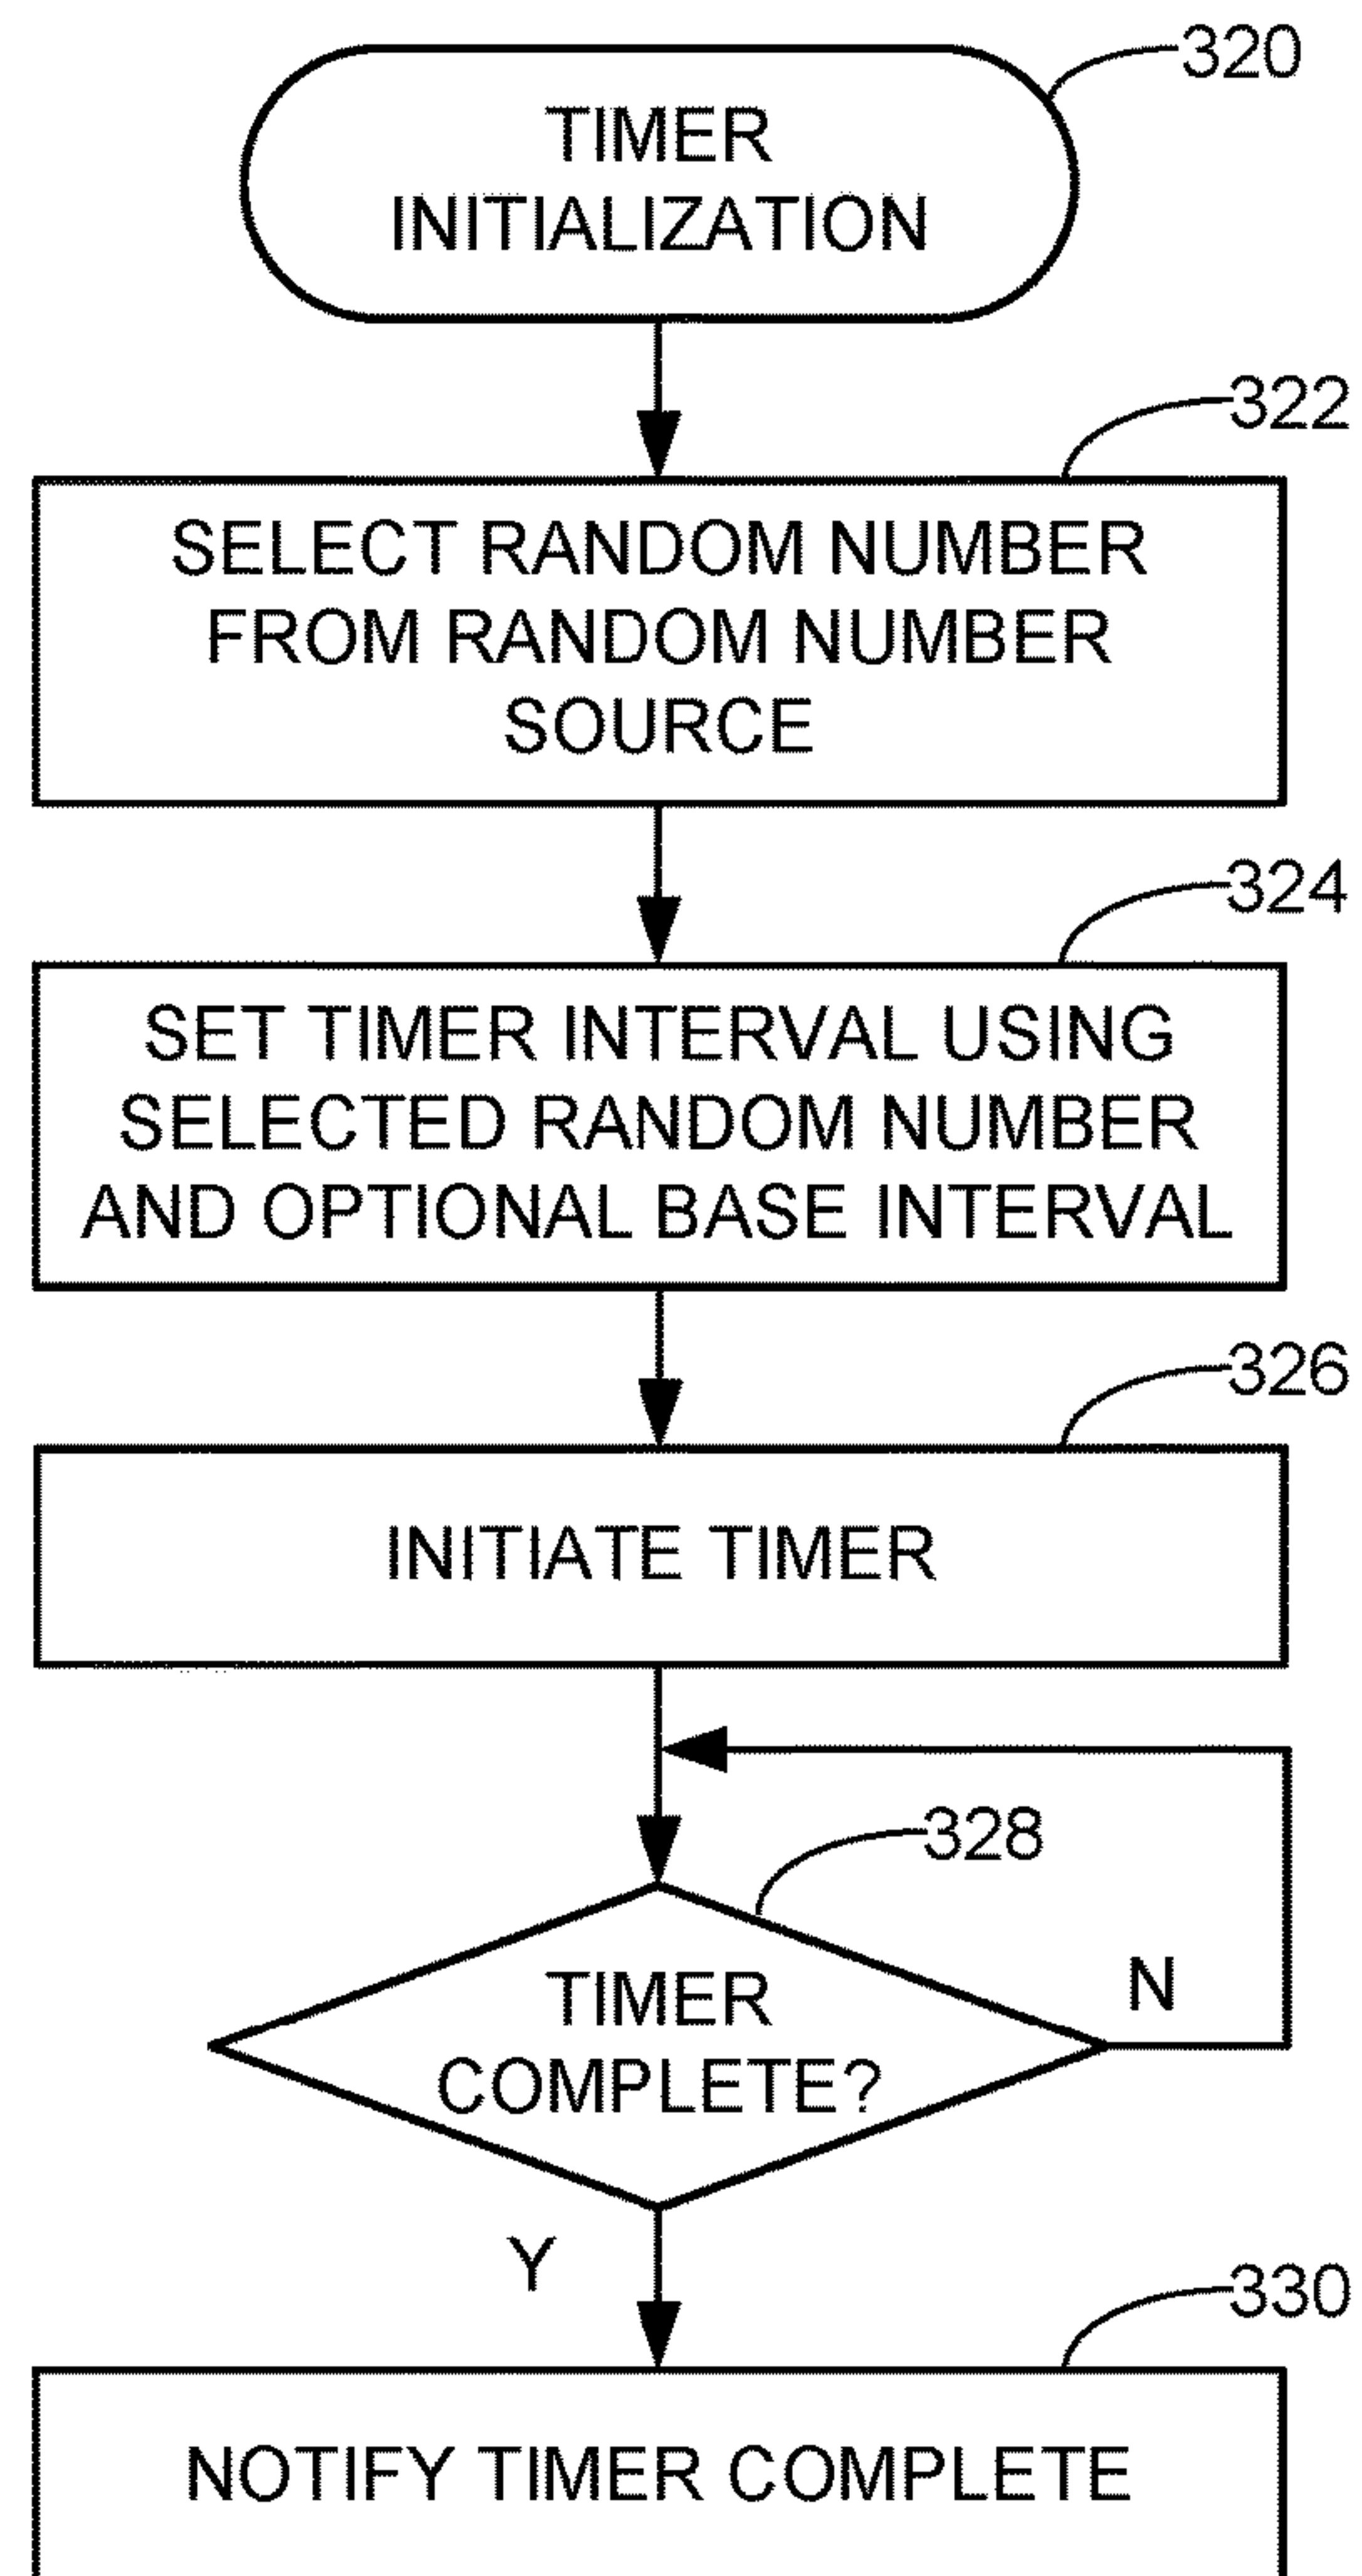 320
TIMER
INITIALIZATION
322
SELECT RANDOM NUMBER
FROM RANDOM NUMBER
SOURCE
324
SET TIMER INTERVAL USING
SELECTED RANDOM NUMBER
AND OPTIONAL BASE INTERVAL
326
INITIATE TIMER
328
TIMER
COMPLETE?
N
Y
330
NOTIFY TIMER COMPLETE